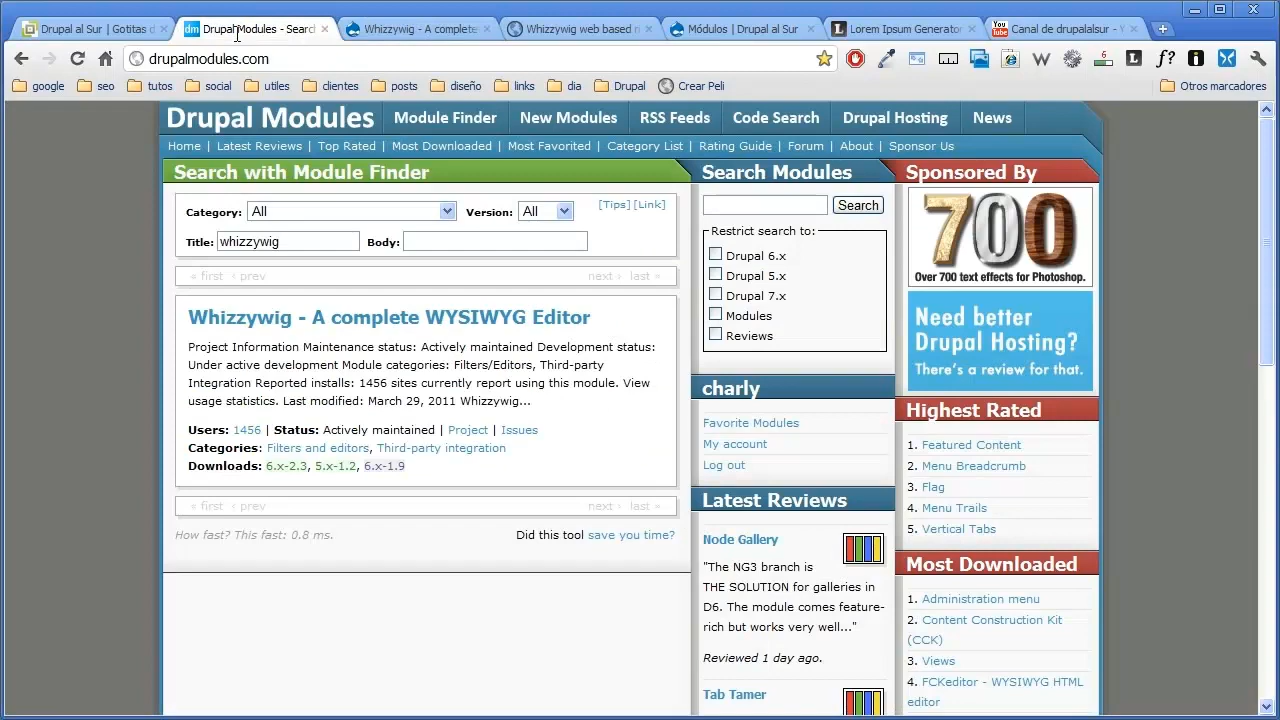 Drupal al Sur | Gotitas d
dm Drupal Modules - Search
Whizzywig - A complete
Whizzywig web based ri
Módulos | Drupal al Sur
L Lorem Ipsum Generator
You Tube Canal de drupalalsur - Y
drupalmodules.com
google seo tutos social utiles clientes posts diseño links dia Drupal Crear Peli Otros marcadores
Drupal Modules Module Finder New Modules RSS Feeds Code Search Drupal Hosting News
Home | Latest Reviews | Top Rated | Most Downloaded | Most Favorited | Category List | Rating Guide | Forum | About | Sponsor Us
Search with Module Finder
Category: All Version: All [Tips] [Link]
Title: whizzywig Body:
« first ‹ prev next › last »
Whizzywig - A complete WYSIWYG Editor
Project Information Maintenance status: Actively maintained Development status:
Under active development Module categories: Filters/Editors, Third-party
Integration Reported installs: 1456 sites currently report using this module. View
usage statistics. Last modified: March 29, 2011 Whizzywig...
Users: 1456 | Status: Actively maintained | Project | Issues
Categories: Filters and editors, Third-party integration
Downloads: 6.x-2.3, 5.x-1.2, 6.x-1.9
« first ‹ prev next › last »
How fast? This fast: 0.8 ms. Did this tool save you time?
Search Modules
Search
Restrict search to:
Drupal 6.x
Drupal 5.x
Drupal 7.x
Modules
Reviews
charly
Favorite Modules
My account
Log out
Latest Reviews
Node Gallery
"The NG3 branch is
THE SOLUTION for galleries in
D6. The module comes feature-
rich but works very well..."
Reviewed 1 day ago.
Tab Tamer
Sponsored By
700
Over 700 text effects for Photoshop.
Need better
Drupal Hosting?
There's a review for that.
Highest Rated
1. Featured Content
2. Menu Breadcrumb
3. Flag
4. Menu Trails
5. Vertical Tabs
Most Downloaded
1. Administration menu
2. Content Construction Kit
(CCK)
3. Views
4. FCKeditor - WYSIWYG HTML
editor